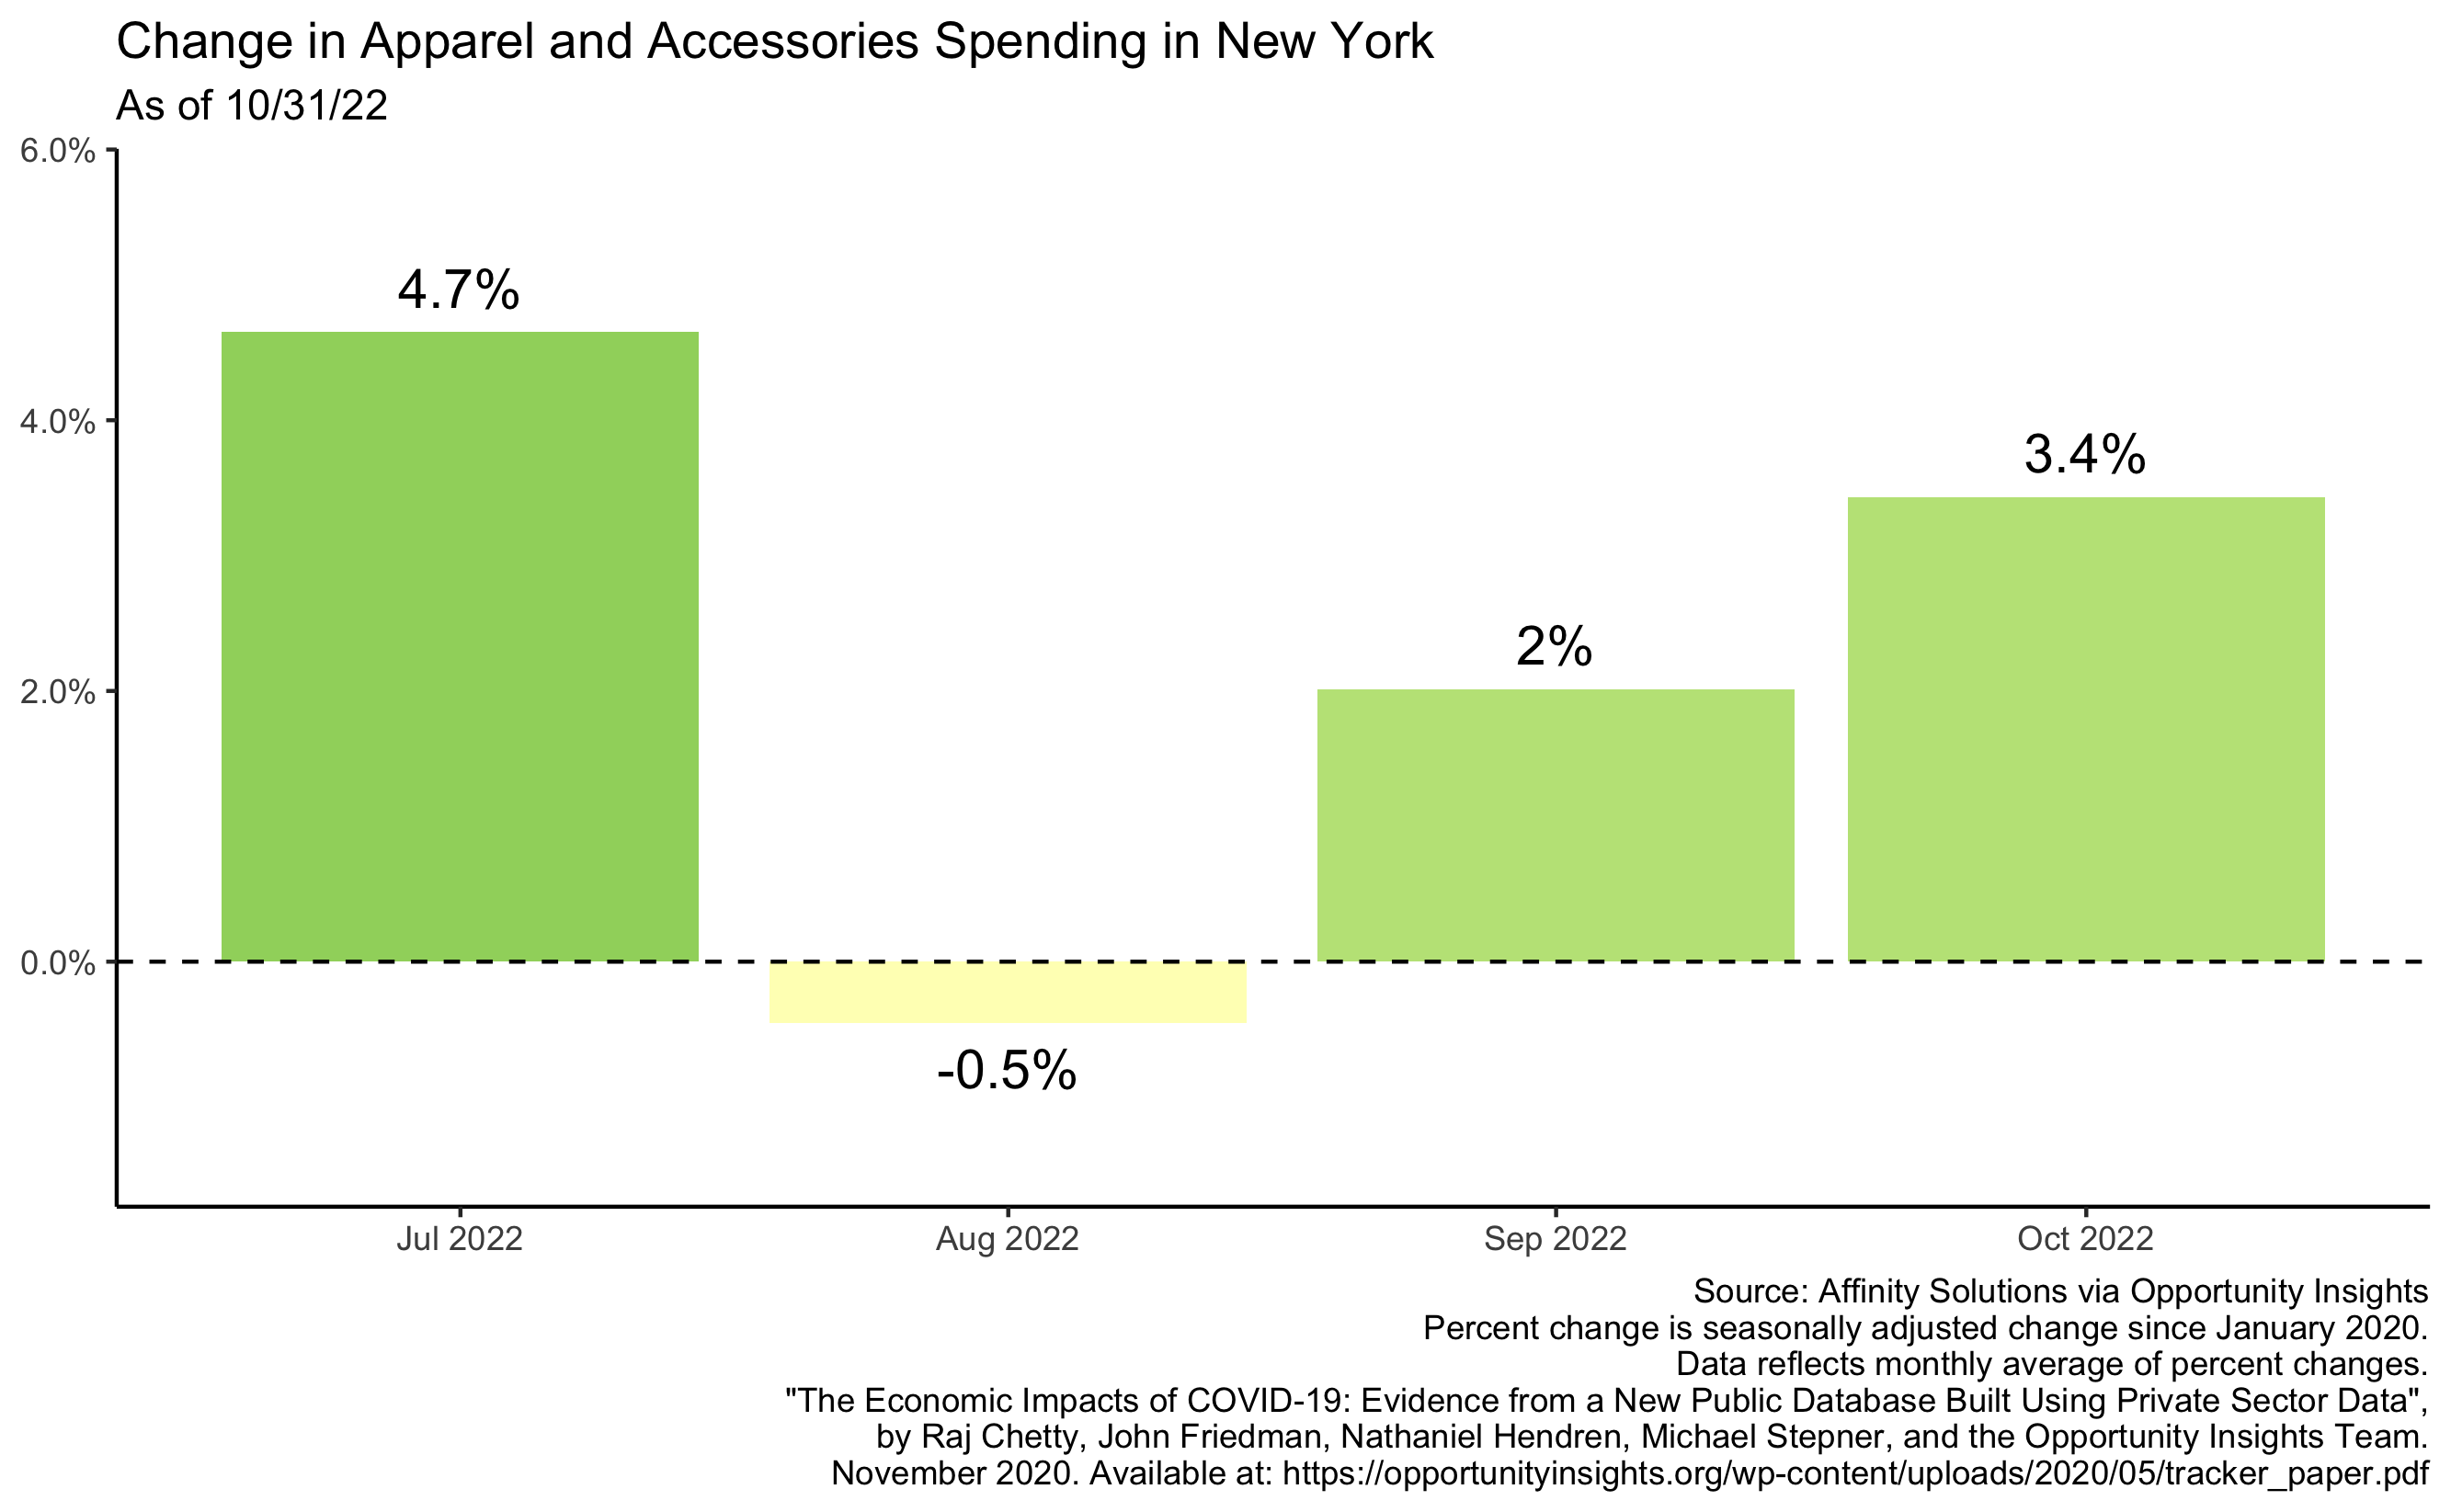 Change in Apparel and Accessories Spending in New York
As of 10/31/22
6.0%
4.0%
2.0%
0.0%
4.7%
-0.5%
2%
3.4%
Jul 2022
Aug 2022
Sep 2022
Oct 2022
Source: Affinity Solutions via Opportunity Insights
Percent change is seasonally adjusted change since January 2020.
Data reflects monthly average of percent changes.
"The Economic Impacts of COVID-19: Evidence from a New Public Database Built Using Private Sector Data",
by Raj Chetty, John Friedman, Nathaniel Hendren, Michael Stepner, and the Opportunity Insights Team.
November 2020. Available at: https://opportunityinsights.org/wp-content/uploads/2020/05/tracker_paper.pdf